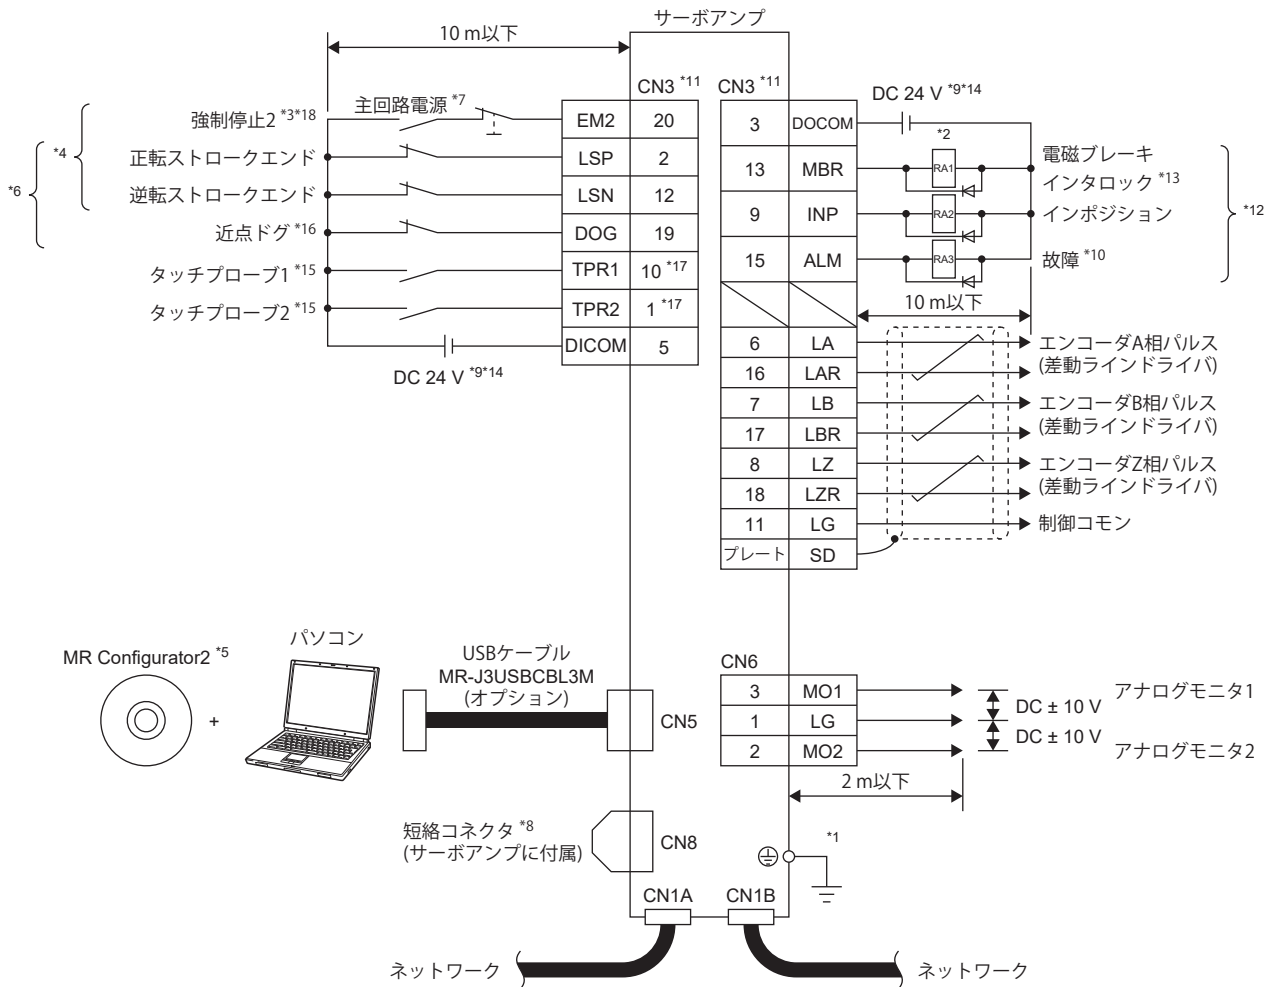 サーボアンプ
10 m以下
CN3 *11
CN3 *11
強制停止2 *3*18
主回路電源 *7
EM2 20
*4
正転ストロークエンド
LSP 2
*6
逆転ストロークエンド
LSN 12
近点ドグ *16
DOG 19
タッチプローブ1 *15
TPR1 10 *17
タッチプローブ2 *15
TPR2 1 *17
DICOM 5
DC 24 V *9*14
DC 24 V *9*14
3 DOCOM
*2
13 MBR
RA1
電磁ブレーキ
インタロック *13
9 INP
RA2
インポジション
*12
15 ALM
RA3
故障 *10
10 m以下
6 LA
エンコーダA相パルス
(差動ラインドライバ)
16 LAR
7 LB
エンコーダB相パルス
(差動ラインドライバ)
17 LBR
8 LZ
エンコーダZ相パルス
(差動ラインドライバ)
18 LZR
11 LG
制御コモン
プレート SD
パソコン
MR Configurator2 *5
+
USBケーブル
MR-J3USBCBL3M
(オプション)
CN5
CN6
3 MO1
アナログモニタ1
DC ± 10 V
1 LG
DC ± 10 V
2 MO2
アナログモニタ2
2 m以下
短絡コネクタ *8
(サーボアンプに付属)
CN8
*1
CN1A
CN1B
ネットワーク
ネットワーク